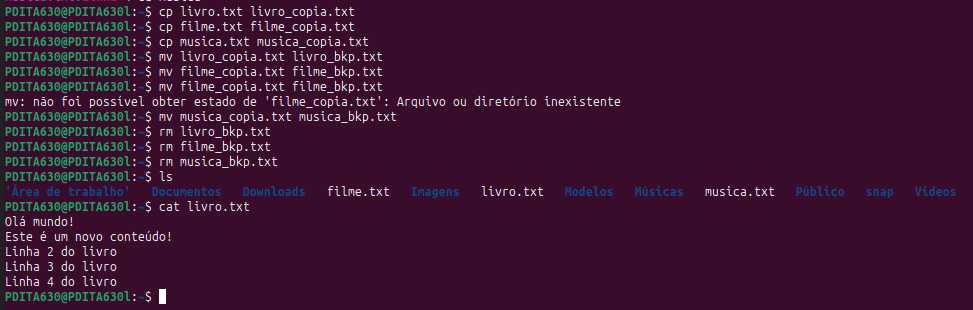 PDITA630@PDITA630l:~$ cp livro.txt livro_copia.txt
PDITA630@PDITA630l:~$ cp filme.txt filme_copia.txt
PDITA630@PDITA630l:~$ cp musica.txt musica_copia.txt
PDITA630@PDITA630l:~$ mv livro_copia.txt livro_bkp.txt
PDITA630@PDITA630l:~$ mv filme_copia.txt filme_bkp.txt
PDITA630@PDITA630l:~$ mv filme_copia.txt filme_bkp.txt
mv: não foi possível obter estado de 'filme_copia.txt': Arquivo ou diretório inexistente
PDITA630@PDITA630l:~$ mv musica_copia.txt musica_bkp.txt
PDITA630@PDITA630l:~$ rm livro_bkp.txt
PDITA630@PDITA630l:~$ rm filme_bkp.txt
PDITA630@PDITA630l:~$ rm musica_bkp.txt
PDITA630@PDITA630l:~$ ls
'Área de trabalho' Documentos Downloads filme.txt Imagens livro.txt Modelos Músicas musica.txt Público snap Vídeos
PDITA630@PDITA630l:~$ cat livro.txt
Olá mundo!
Este é um novo conteúdo!
Linha 2 do livro
Linha 3 do livro
Linha 4 do livro
PDITA630@PDITA630l:~$